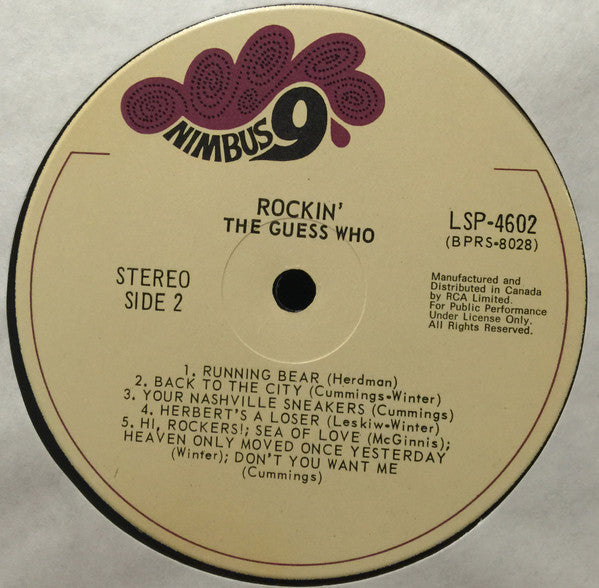 NIMBUS 9
ROCKIN'
THE GUESS WHO
LSP-4602
(BPRS-8028)
STEREO
SIDE 2
Manufactured and
Distributed in Canada
by RCA Limited.
For Public Performance
Under License Only.
All Rights Reserved.
1. RUNNING BEAR (Herdman)
2. BACK TO THE CITY (Cummings-Winter)
3. YOUR NASHVILLE SNEAKERS (Cummings)
4. HERBERT'S A LOSER (Leskiw-Winter)
5. HI, ROCKERS!; SEA OF LOVE (McGinnis);
HEAVEN ONLY MOVED ONCE YESTERDAY
(Winter); DON'T YOU WANT ME
(Cummings)